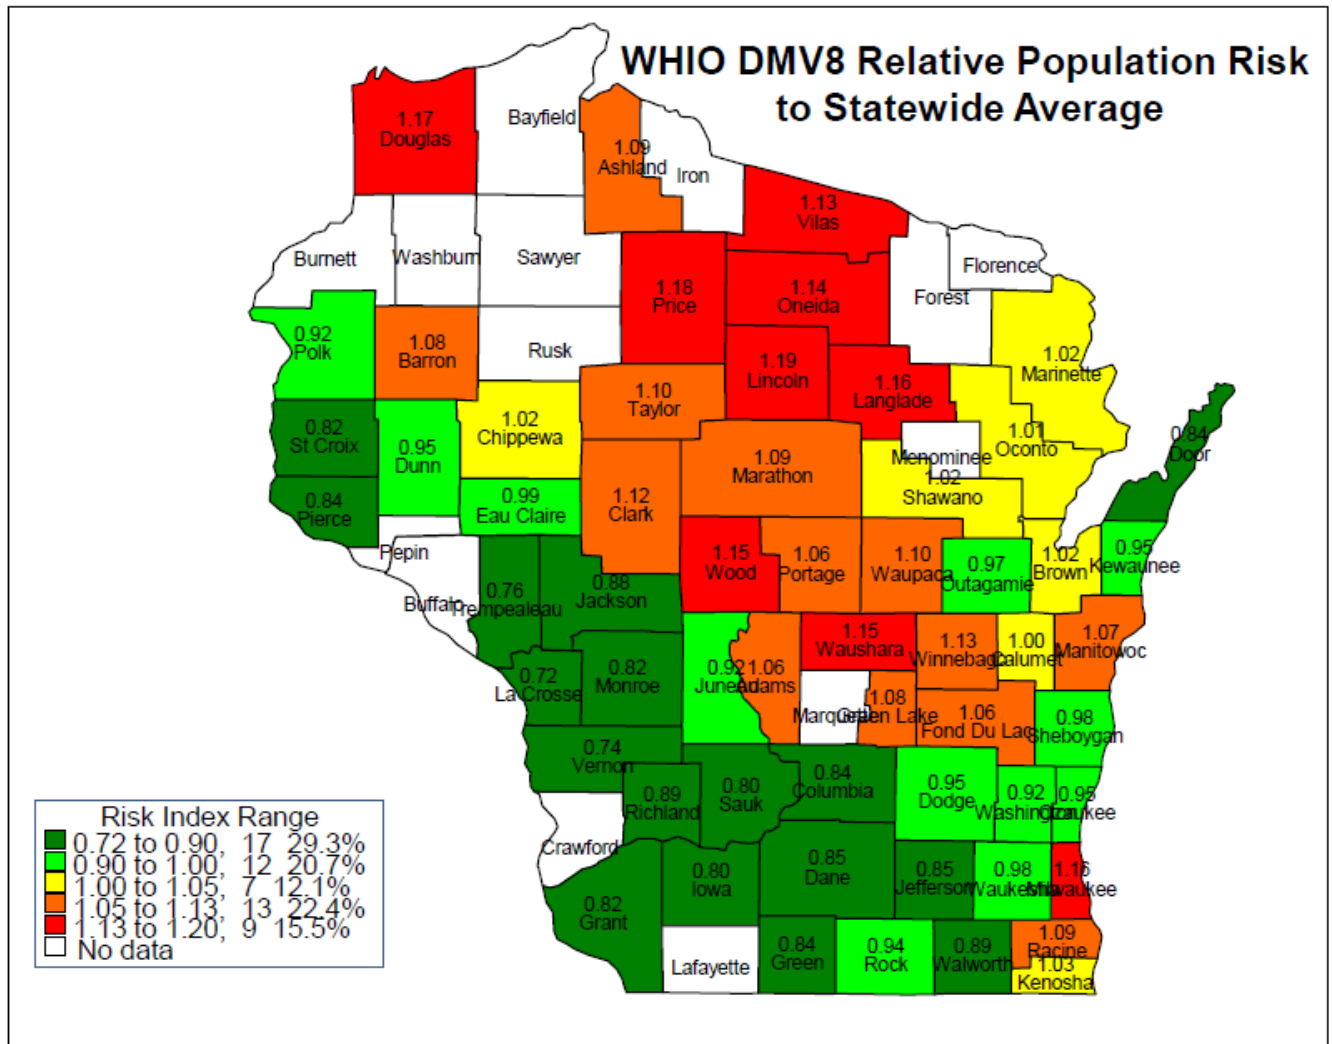 WHIO DMV8 Relative Population Risk
to Statewide Average
1.17
Douglas
Bayfield
1.09
Ashland
Iron
1.13
Vilas
Burnett
Washburn
Sawyer
Florence
Forest
1.18
Price
1.14
Oneida
0.92
Polk
1.08
Barron
Rusk
1.02
Marinette
1.19
Lincoln
1.16
Langlade
1.10
Taylor
0.82
St Croix
0.95
Dunn
1.02
Chippewa
1.01
Oconto
0.84
Door
1.09
Marathon
Menominee
1.02
Shawano
0.84
Pierce
0.99
Eau Claire
1.12
Clark
Pepin
1.15
Wood
1.06
Portage
1.10
Waupaca
0.97
Outagamie
1.02
Brown
0.95
Kewaunee
Buffalo
0.76
Trempealeau
0.88
Jackson
0.72
La Crosse
0.82
Monroe
0.92
Juneau
1.06
Adams
1.15
Waushara
1.13
Winnebago
1.00
Calumet
1.07
Manitowoc
Marquette
1.08
Green Lake
1.06
Fond Du Lac
0.98
Sheboygan
0.74
Vernon
0.89
Richland
0.80
Sauk
0.84
Columbia
0.95
Dodge
0.92
Washington
0.95
Ozaukee
Crawford
0.82
Grant
0.80
Iowa
0.85
Dane
0.85
Jefferson
0.98
Waukesha
1.16
Milwaukee
Lafayette
0.84
Green
0.94
Rock
0.89
Walworth
1.09
Racine
1.03
Kenosha
Risk Index Range
0.72 to 0.90, 17 29.3%
0.90 to 1.00, 12 20.7%
1.00 to 1.05, 7 12.1%
1.05 to 1.13, 13 22.4%
1.13 to 1.20, 9 15.5%
No data